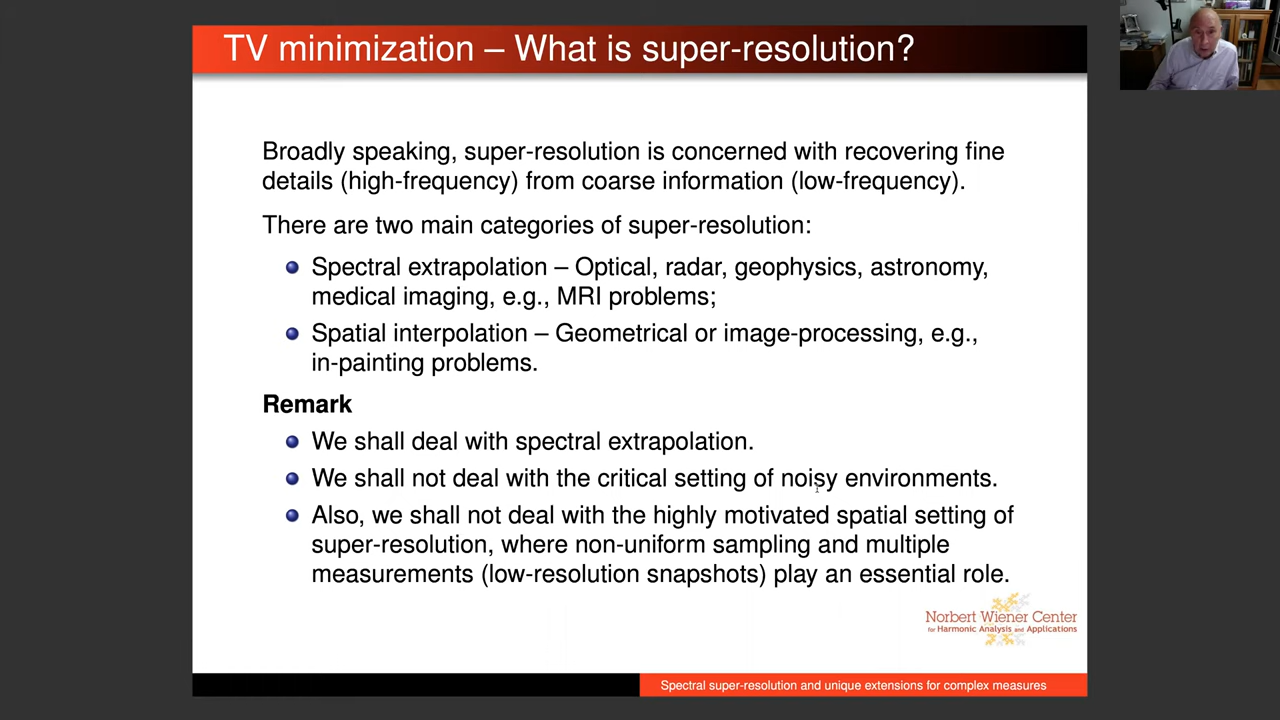 TV minimization – What is super-resolution?
Broadly speaking, super-resolution is concerned with recovering fine
details (high-frequency) from coarse information (low-frequency).
There are two main categories of super-resolution:
Spectral extrapolation – Optical, radar, geophysics, astronomy,
medical imaging, e.g., MRI problems;
Spatial interpolation – Geometrical or image-processing, e.g.,
in-painting problems.
Remark
We shall deal with spectral extrapolation.
We shall not deal with the critical setting of noisy environments.
Also, we shall not deal with the highly motivated spatial setting of
super-resolution, where non-uniform sampling and multiple
measurements (low-resolution snapshots) play an essential role.
Norbert Wiener Center
for Harmonic Analysis and Applications
Spectral super-resolution and unique extensions for complex measures